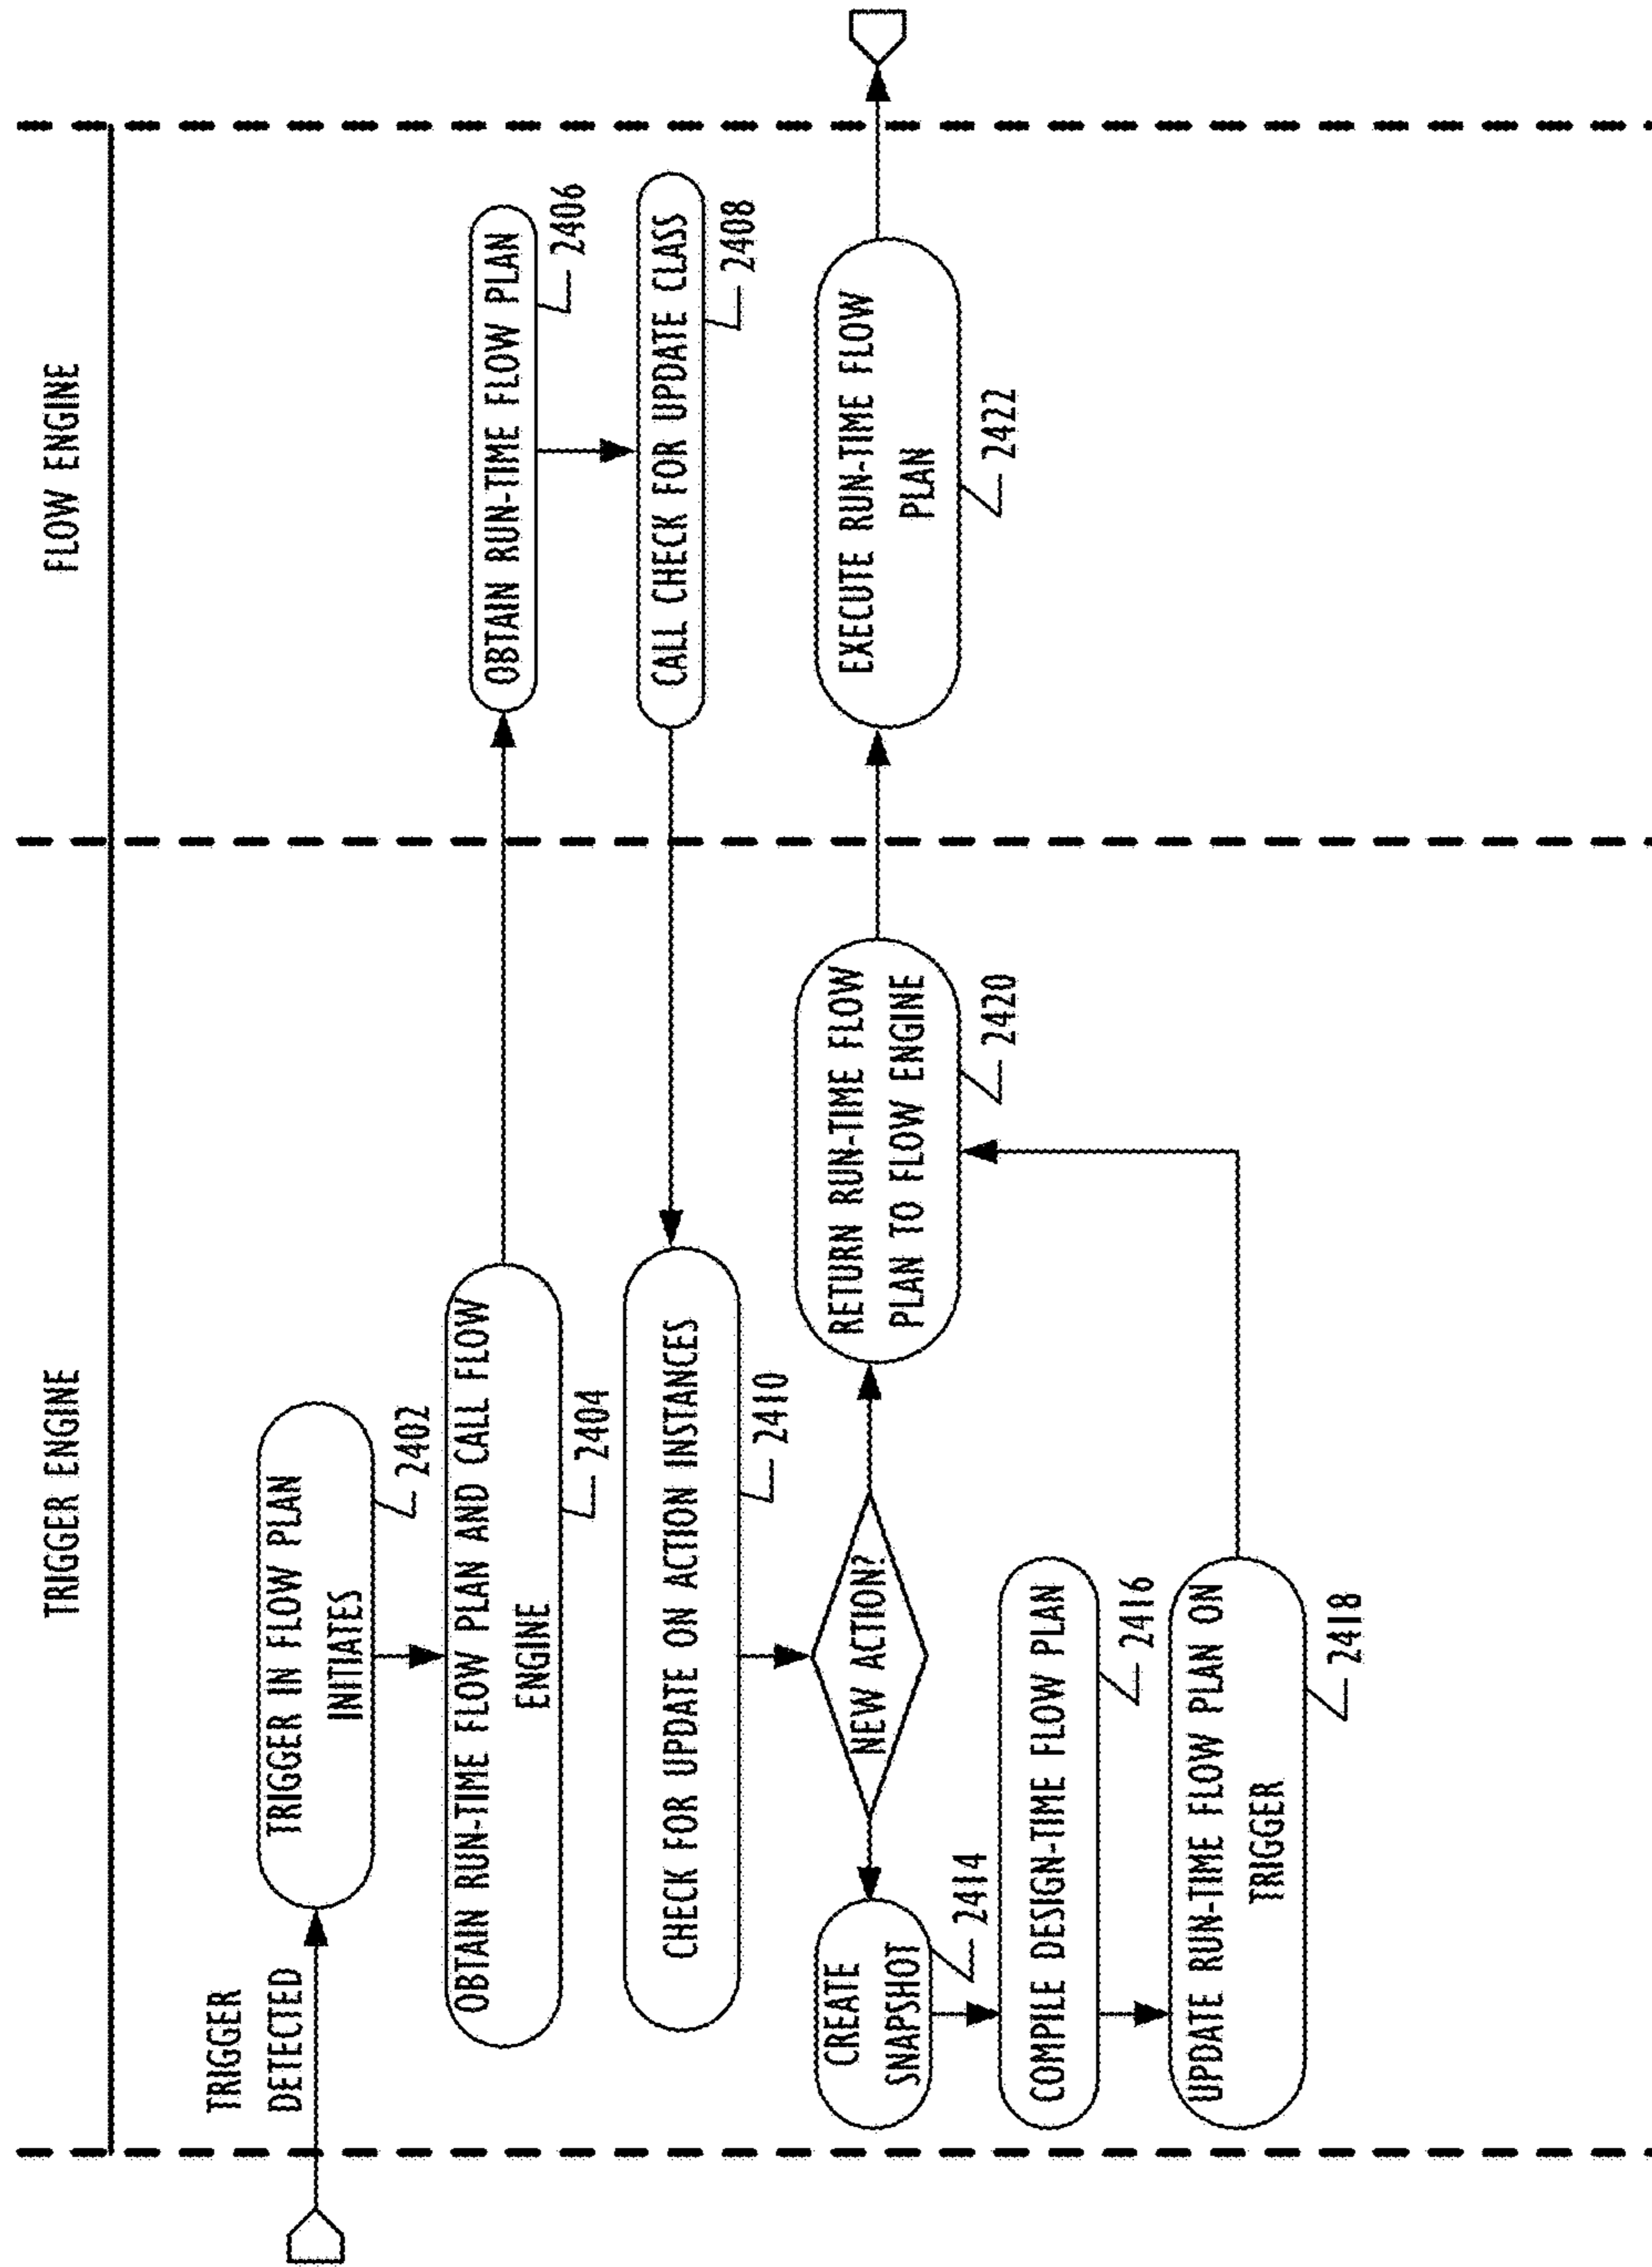 TRIGGER ENGINE
FLOW ENGINE
TRIGGER
DETECTED
TRIGGER IN FLOW PLAN
INITIATES
2402
OBTAIN RUN-TIME FLOW PLAN AND CALL FLOW
ENGINE
2404
OBTAIN RUN-TIME FLOW PLAN
2406
CALL CHECK FOR UPDATE CLASS
2408
CHECK FOR UPDATE ON ACTION INSTANCES
2410
NEW ACTION?
CREATE
SNAPSHOT
2414
COMPILE DESIGN-TIME FLOW PLAN
2416
UPDATE RUN-TIME FLOW PLAN ON
TRIGGER
2418
RETURN RUN-TIME FLOW
PLAN TO FLOW ENGINE
2420
EXECUTE RUN-TIME FLOW
PLAN
2422